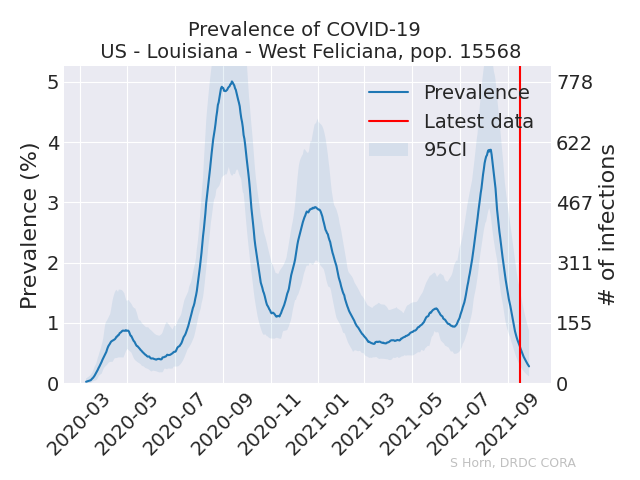 Prevalence of COVID-19
US - Louisiana - West Feliciana, pop. 15568
Prevalence
Latest data
95CI
Prevalence (%)
5
4
3
2
1
0
# of infections
778
622
467
311
155
0
2020-03
2020-05
2020-07
2020-09
2020-11
2021-01
2021-03
2021-05
2021-07
2021-09
S Horn, DRDC CORA